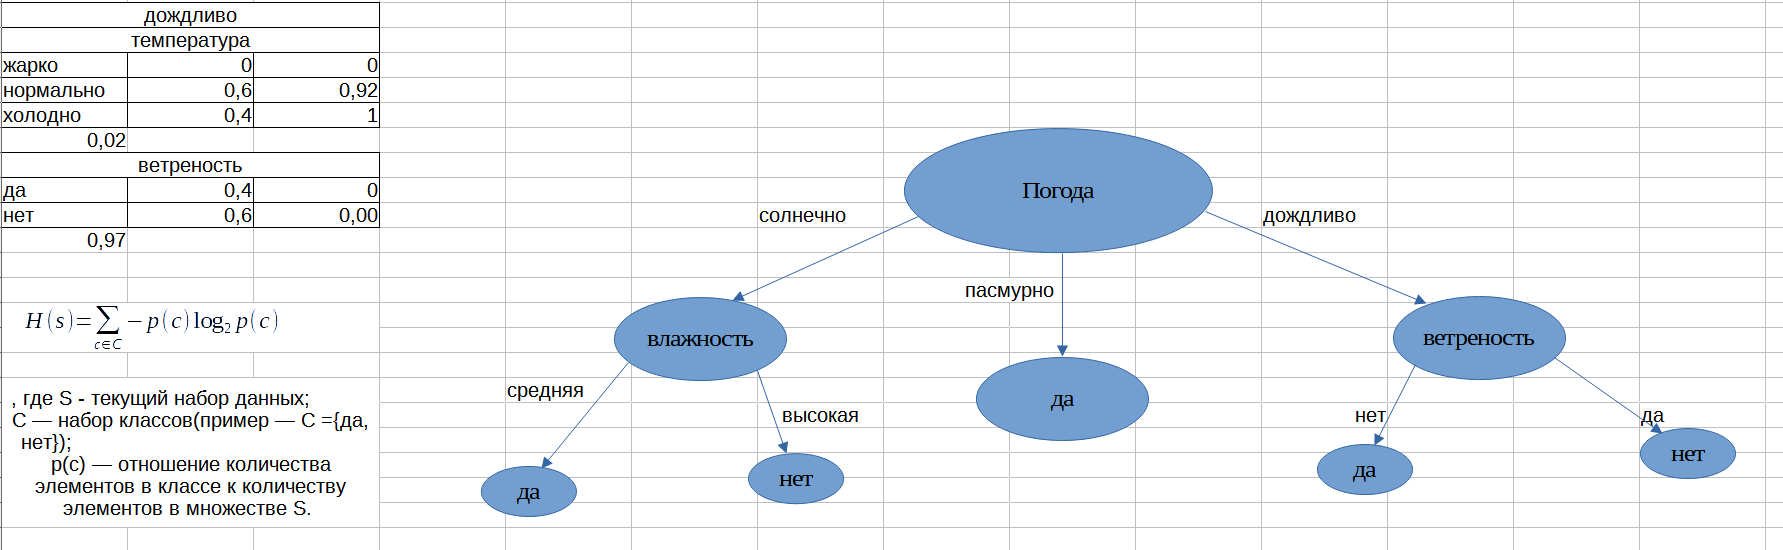 дождливо
температура
жарко 0 0
нормально 0,6 0,92
холодно 0,4 1
0,02
ветреность
да 0,4 0
нет 0,6 0,00
0,97
H(s)=∑ −p(c)log₂p(c)
c∈C
, где S - текущий набор данных;
С — набор классов(пример — C ={да,
нет});
p(c) — отношение количества
элементов в классе к количеству
элементов в множестве S.
Погода
солнечно
дождливо
пасмурно
влажность
ветреность
средняя
да
высокая
нет
да
да
нет
да
нет